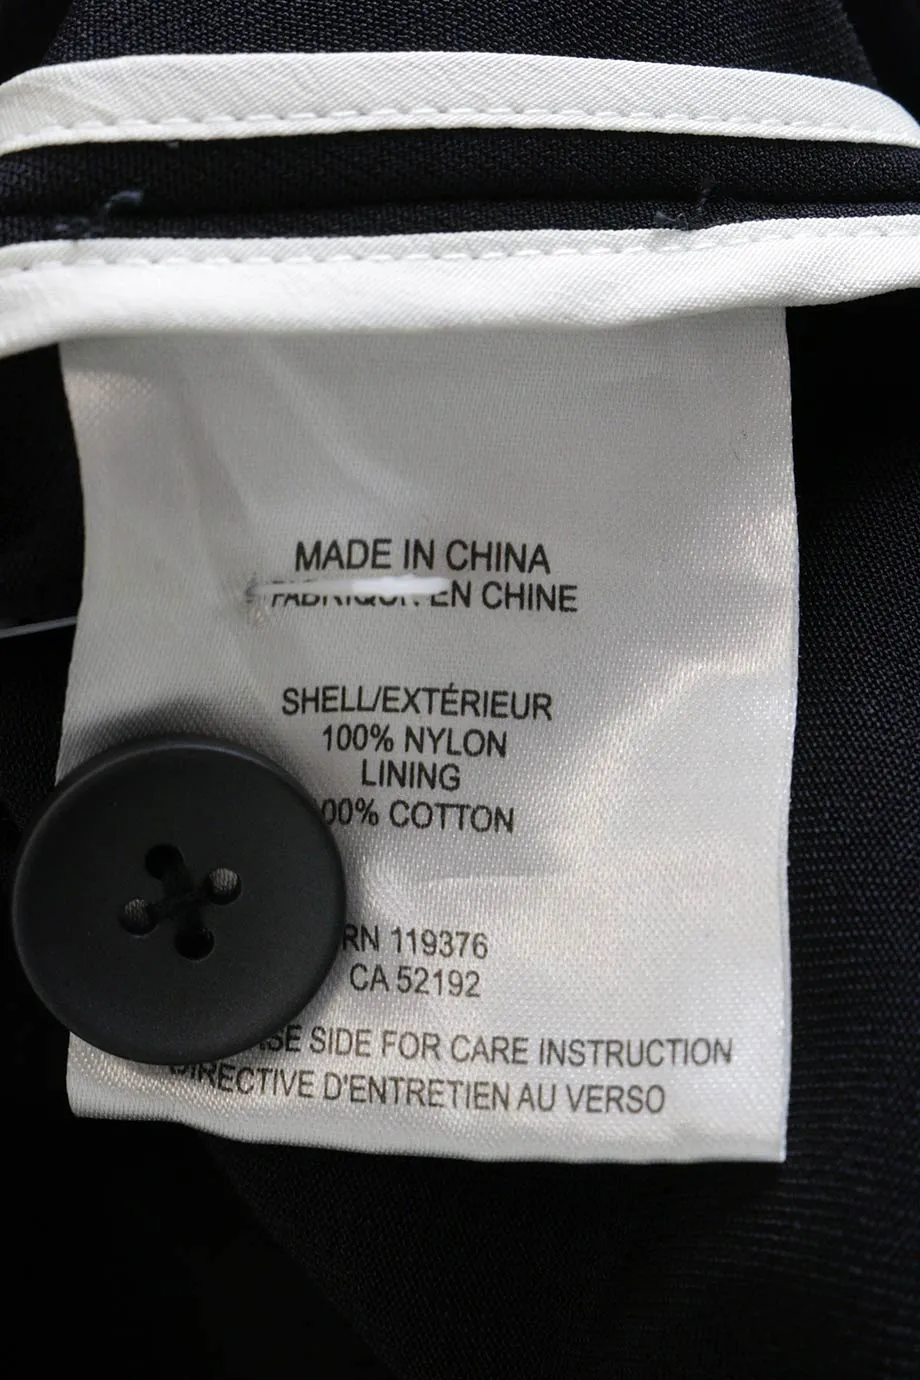 MADE IN CHINA
EN CHINE
SHELL/EXTÉRIEUR
100% NYLON
LINING
00% COTTON
RN 119376
CA 52192
SIDE FOR CARE INSTRUCTION
DIRECTIVE D'ENTRETIEN AU VERSO